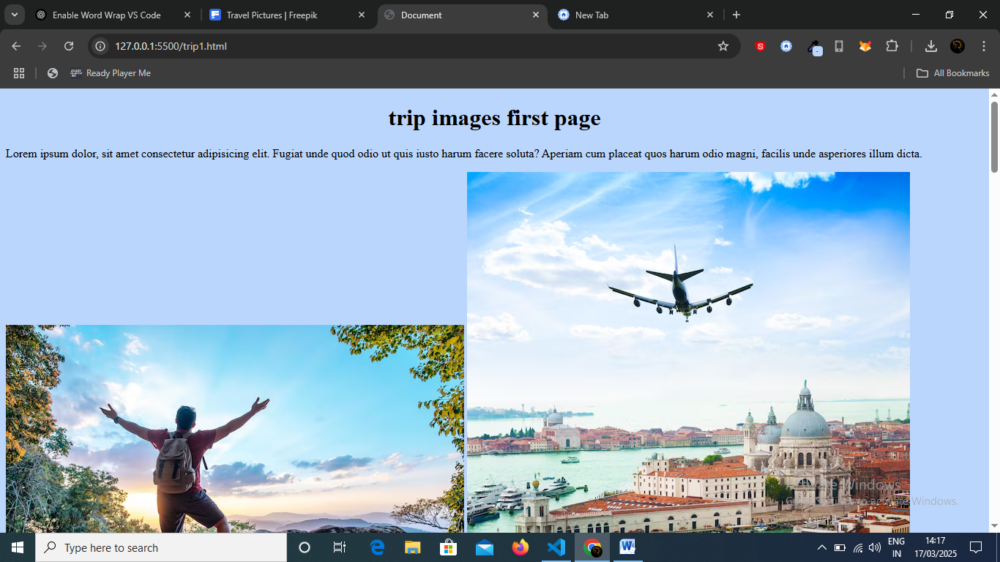 Enable Word Wrap VS Code
Travel Pictures | Freepik
Document
New Tab
127.0.0.1:5500/trip1.html
Ready Player Me
All Bookmarks
trip images first page
Lorem ipsum dolor, sit amet consectetur adipisicing elit. Fugiat unde quod odio ut quis iusto harum facere soluta? Aperiam cum placeat quos harum odio magni, facilis unde asperiores illum dicta.
Windows
Windows.
Type here to search
ENG
IN
14:17
17/03/2025